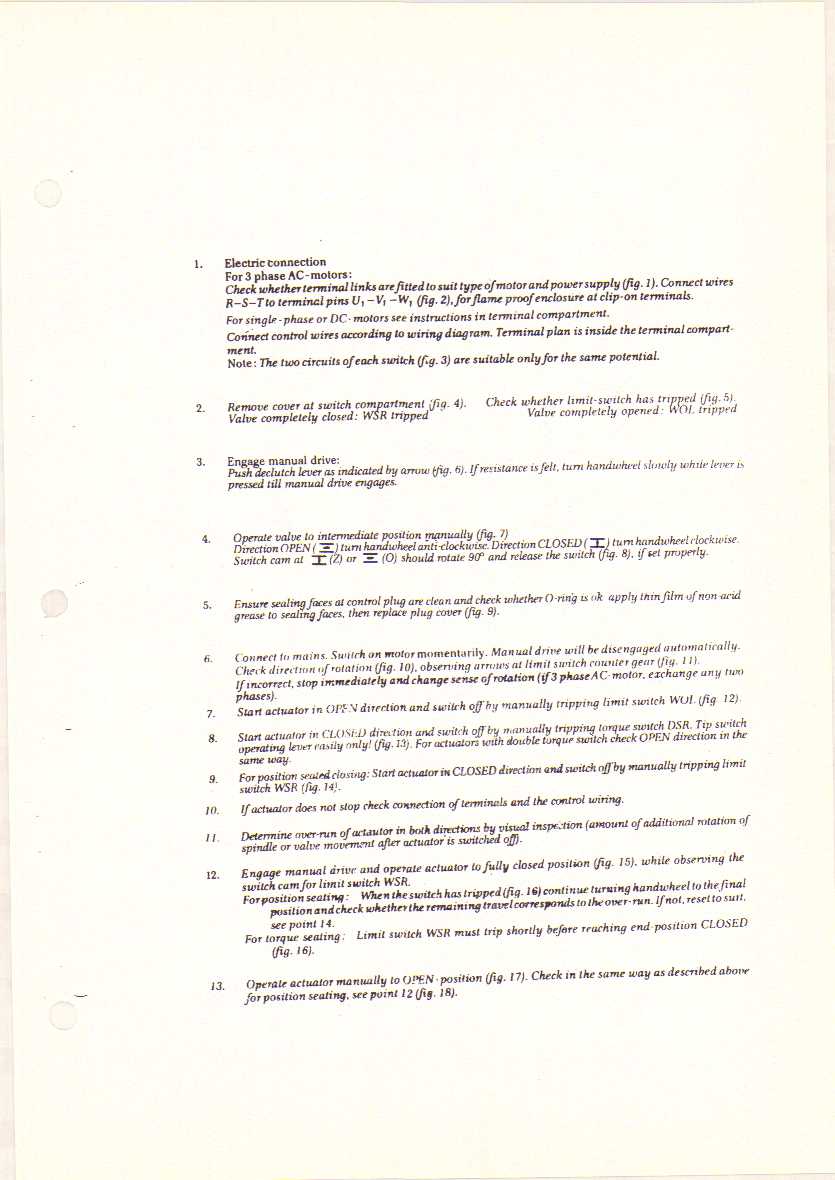 1. Electric connection
For 3 phase AC-motors:
Check whether terminal links are fitted to suit type of motor and power supply (fig. 1). Connect wires
R-S-T to terminal pins U₁ -V₁ -W₁ (fig. 2), for flame proof enclosure at clip-on terminals.
For single-phase or DC-motors see instructions in terminal compartment.
Connect control wires according to wiring diagram. Terminal plan is inside the terminal compart-
ment.
Note: The two circuits of each switch (fig. 3) are suitable only for the same potential.
2. Remove cover at switch compartment (fig. 4). Check whether limit-switch has tripped (fig. 5).
Valve completely closed: WSR tripped Valve completely opened: WOL tripped
3. Engage manual drive:
Push declutch lever as indicated by arrow (fig. 6). If resistance is felt, turn handwheel slowly while lever is
pressed till manual drive engages.
4. Operate valve to intermediate position manually (fig. 7)
Direction OPEN ( ) turn handwheel anti-clockwise. Direction CLOSED ( ) turn handwheel clockwise.
Switch cam at (Z) or (O) should rotate 90° and release the switch (fig. 8), if set properly.
5. Ensure sealing faces at control plug are clean and check whether O-ring is ok apply thin film of non-acid
grease to sealing faces, then replace plug cover (fig. 9).
6. Connect to mains. Switch on motor momentarily. Manual drive will be disengaged automatically.
Check direction of rotation (fig. 10), observing arrows at limit switch counter gear (fig. 11).
If incorrect, stop immediately and change sense of rotation (if 3 phase AC-motor, exchange any two
phases).
7. Start actuator in OPEN direction and switch off by manually tripping limit switch WOL (fig 12).
8. Start actuator in CLOSED direction and switch off by manually tripping torque switch DSR. Tip switch
operating lever easily only! (fig. 13). For actuators with double torque switch check OPEN direction in the
same way.
9. For position seated closing: Start actuator in CLOSED direction and switch off by manually tripping limit
switch WSR (fig. 14).
10. If actuator does not stop check connection of terminals and the control wiring.
11. Determine over-run of actautor in both directions by visual inspection (amount of additional rotation of
spindle or valve movement after actuator is switched off).
12. Engage manual drive and operate actuator to fully closed position (fig. 15), while observing the
switch cam for limit switch WSR.
For position seating: When the switch has tripped (fig. 16) continue turning handwheel to the final
position and check whether the remaining travel corresponds to the over-run. If not, reset to suit,
see point 14.
For torque seating: Limit switch WSR must trip shortly before reaching end-position CLOSED
(fig. 16).
13. Operate actuator manually to OPEN-position (fig. 17). Check in the same way as described above
for position seating, see point 12 (fig. 18).